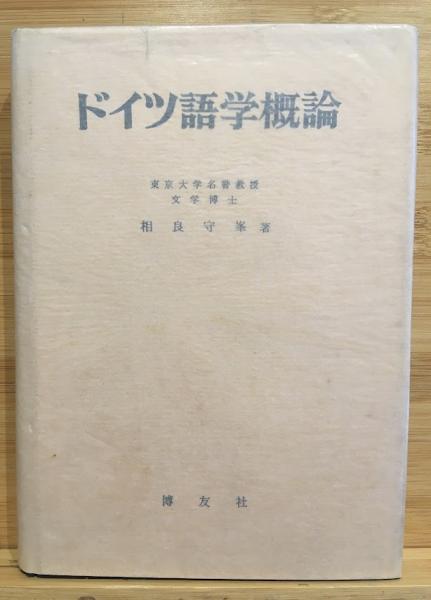 ドイツ語学概論
東京大学名誉教授
文学博士
相良守峯著
博友社